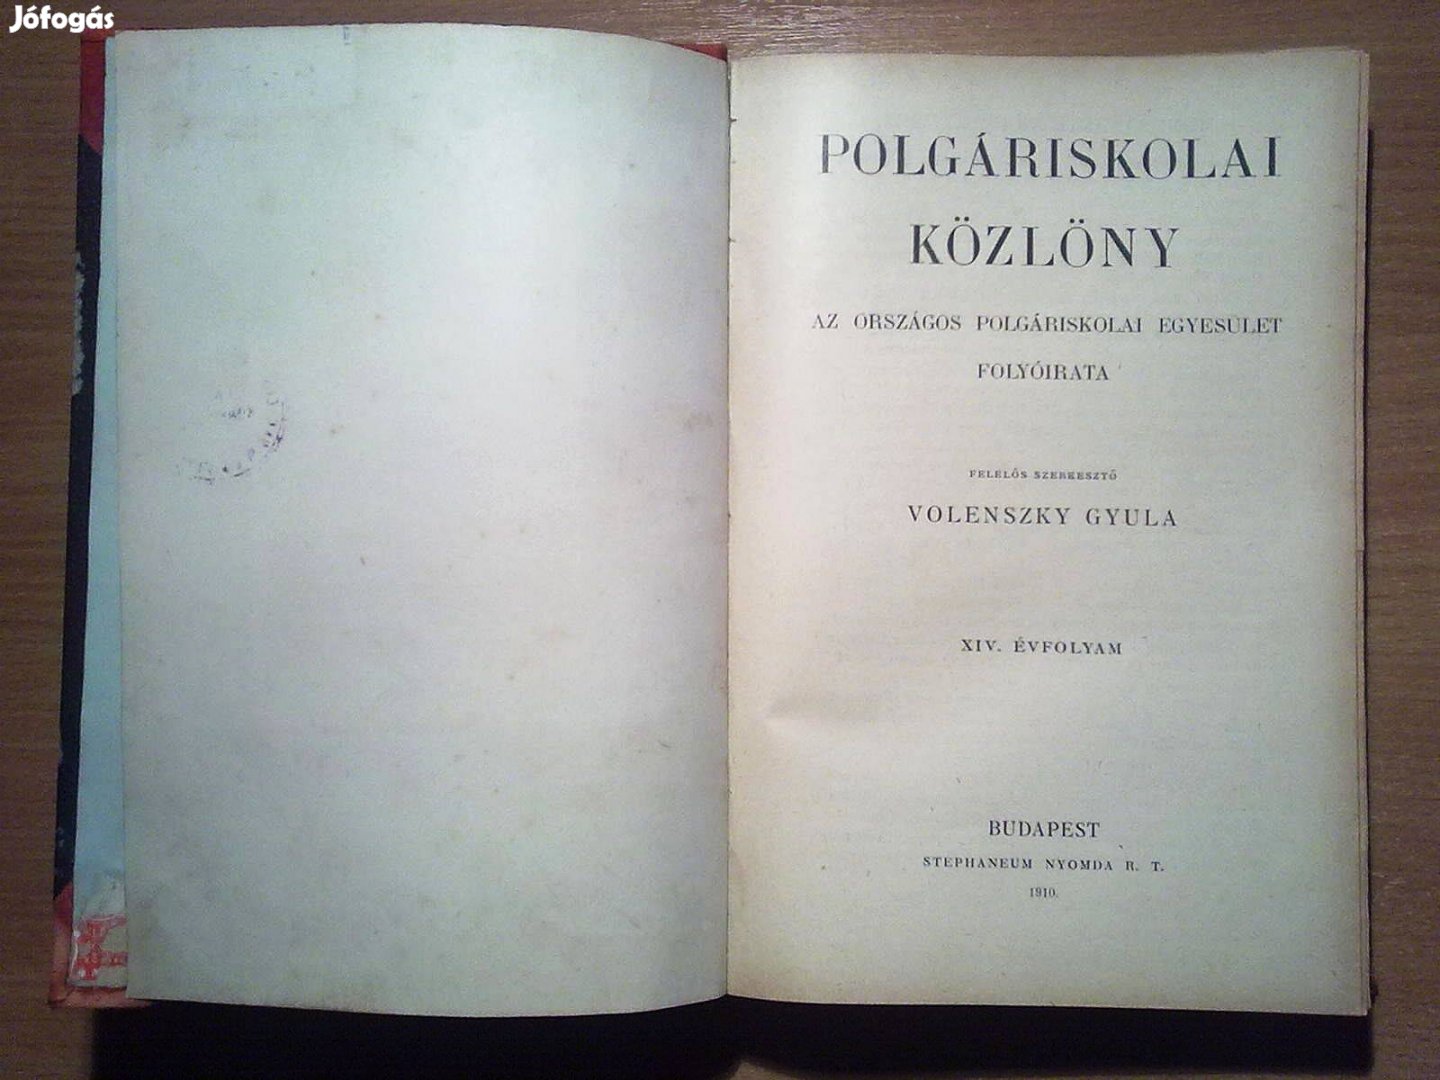 Jófogás
POLGÁRISKOLAI
KÖZLÖNY
AZ ORSZÁGOS POLGÁRISKOLAI EGYESÜLET
FOLYÓIRATA
FELELŐS SZERKESZTŐ
VOLENSZKY GYULA
XIV. ÉVFOLYAM
BUDAPEST
STEPHANEUM NYOMDA R. T.
1910.